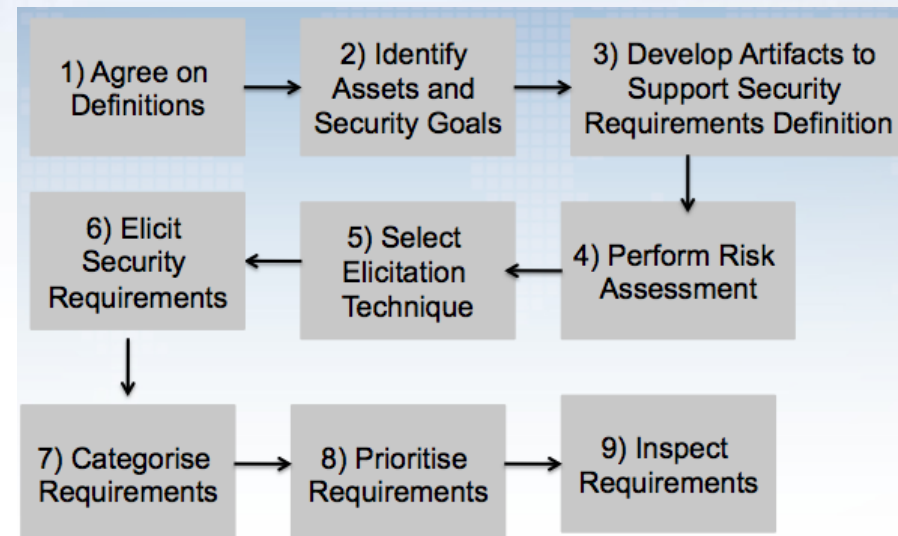 1) Agree on
Definitions
2) Identify
Assets and
Security Goals
3) Develop Artifacts to
Support Security
Requirements Definition
4) Perform Risk
Assessment
5) Select
Elicitation
Technique
6) Elicit
Security
Requirements
7) Categorise
Requirements
8) Prioritise
Requirements
9) Inspect
Requirements